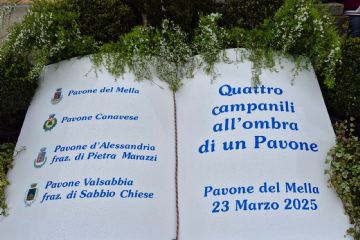 Pavone del Mella
Pavone Canavese
Pavone d'Alessandria
fraz. di Pietra Marazzi
Pavone Valsabbia
fraz. di Sabbio Chiese
Quattro
campanili
all'ombra
di un Pavone
Pavone del Mella
23 Marzo 2025